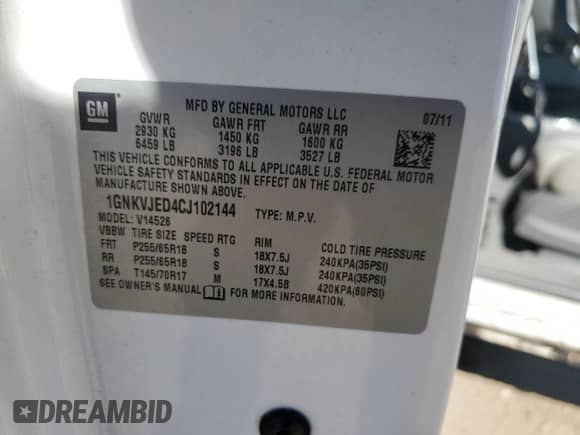 GM
MFD BY GENERAL MOTORS LLC
07/11
GVWR GAWR FRT GAWR RR
2930 KG 1450 KG 1600 KG
6459 LB 3196 LB 3527 LB
THIS VEHICLE CONFORMS TO ALL APPLICABLE U.S. FEDERAL MOTOR
VEHICLE SAFETY STANDARDS IN EFFECT ON THE DATE OF
MANUFACTURE SHOWN ABOVE.
1GNKVJED4CJ102144 TYPE: M.P.V.
MODEL: V14526
VBBW TIRE SIZE SPEED RTG RIM COLD TIRE PRESSURE
FRT P255/65R18 S 18X7.5J 240KPA(35PSI)
RR P255/65R18 S 18X7.5J 240KPA(35PSI)
SPA T145/70R17 M 17X4.5B 420KPA(60PSI)
SEE OWNER'S MANUAL FOR MORE INFORMATION.
DREAMBID